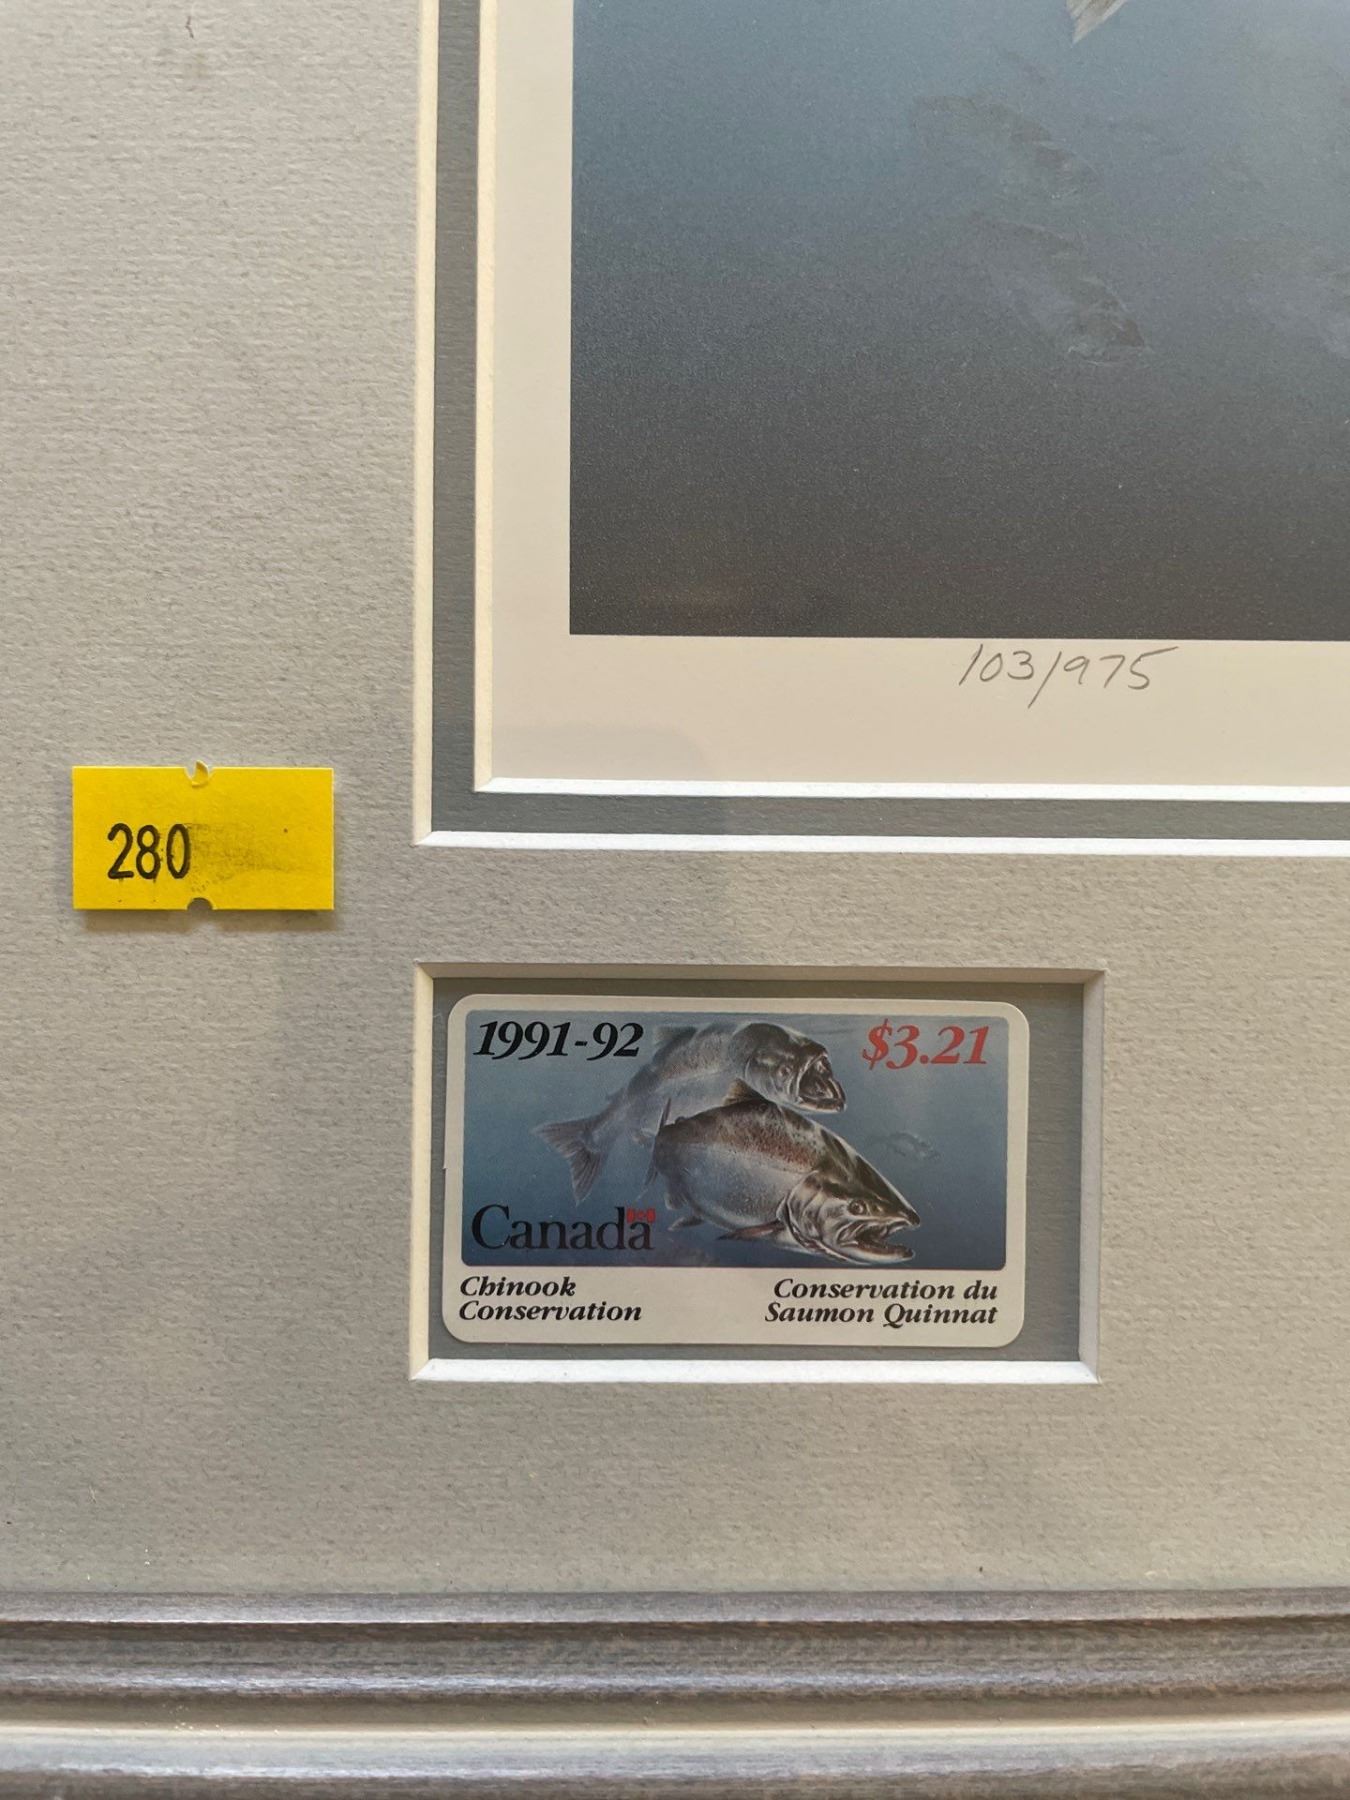 103/975
280
1991-92 $3.21
Canada
Chinook
Conservation
Conservation du
Saumon Quinnat